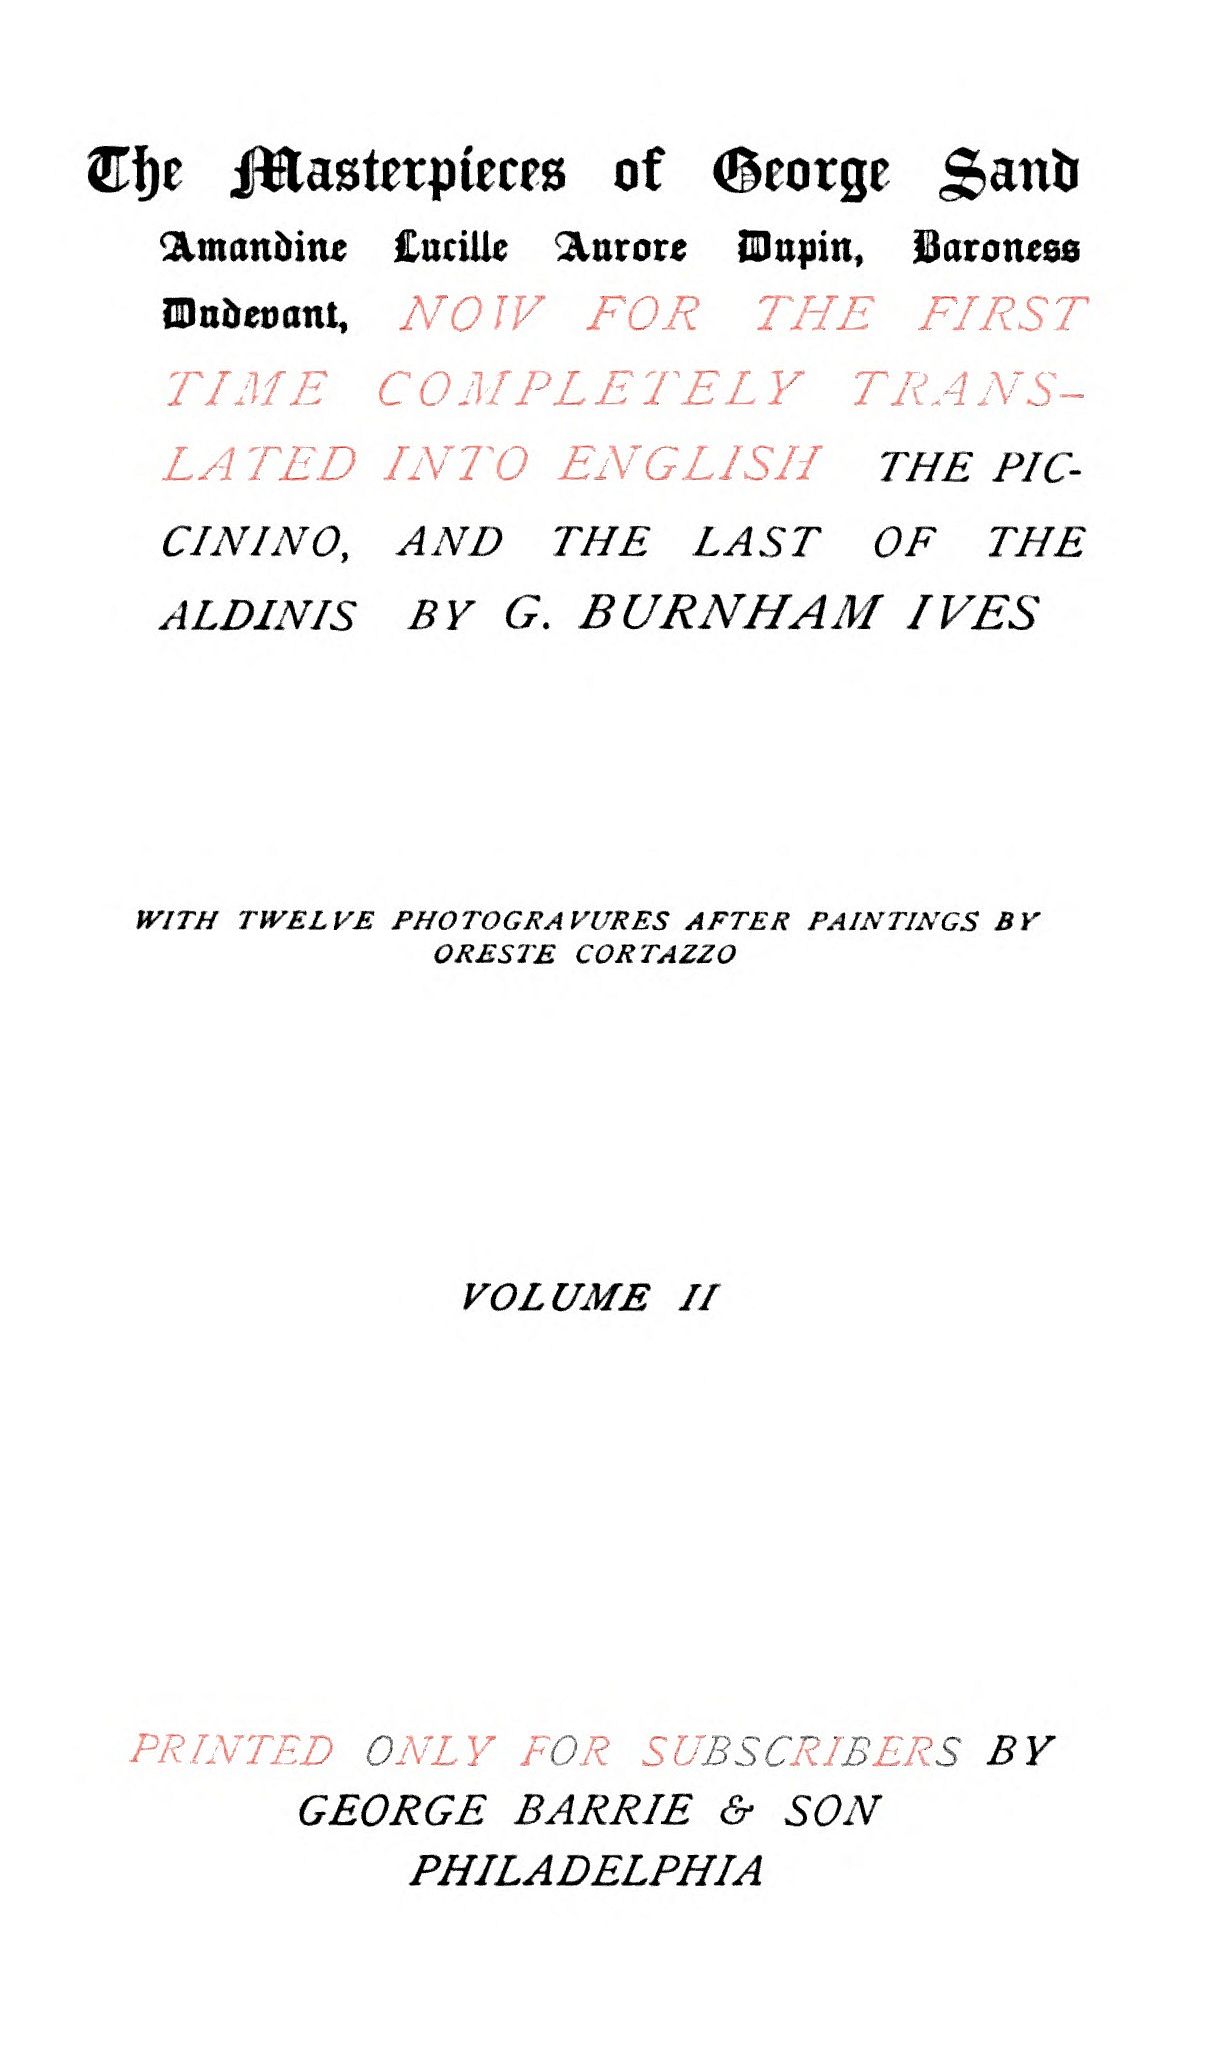 The Masterpieces of George Sand
Amandine Lucille Aurore Dupin, Baroness
Dudevant, NOW FOR THE FIRST
TIME COMPLETELY TRANS-
LATED INTO ENGLISH THE PIC-
CININO, AND THE LAST OF THE
ALDINIS BY G. BURNHAM IVES
WITH TWELVE PHOTOGRAVURES AFTER PAINTINGS BY
ORESTE CORTAZZO
VOLUME II
PRINTED ONLY FOR SUBSCRIBERS BY
GEORGE BARRIE & SON
PHILADELPHIA